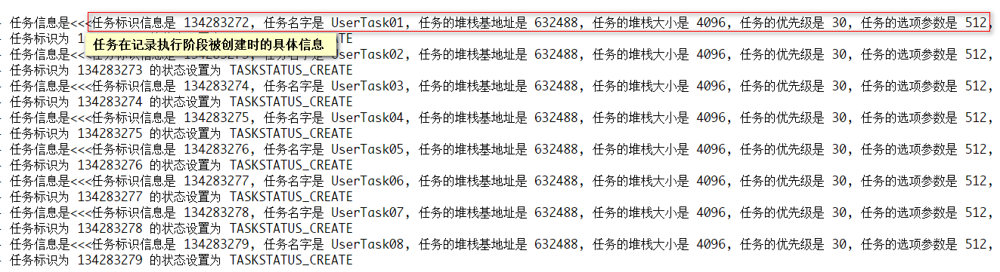 - 任务信息是<<<任务标识信息是 134283272, 任务名字是 UserTask01, 任务的堆栈基地址是 632488, 任务的堆栈大小是 4096, 任务的优先级是 30, 任务的选项参数是 512,
- 任务标识为 1
任务在记录执行阶段被创建时的具体信息
TE
- 任务信息是<<< UserTask02, 任务的堆栈基地址是 632488, 任务的堆栈大小是 4096, 任务的优先级是 30, 任务的选项参数是 512,
- 任务标识为 134283273 的状态设置为 TASKSTATUS_CREATE
- 任务信息是<<<任务标识信息是 134283274, 任务名字是 UserTask03, 任务的堆栈基地址是 632488, 任务的堆栈大小是 4096, 任务的优先级是 30, 任务的选项参数是 512,
- 任务标识为 134283274 的状态设置为 TASKSTATUS_CREATE
- 任务信息是<<<任务标识信息是 134283275, 任务名字是 UserTask04, 任务的堆栈基地址是 632488, 任务的堆栈大小是 4096, 任务的优先级是 30, 任务的选项参数是 512,
- 任务标识为 134283275 的状态设置为 TASKSTATUS_CREATE
- 任务信息是<<<任务标识信息是 134283276, 任务名字是 UserTask05, 任务的堆栈基地址是 632488, 任务的堆栈大小是 4096, 任务的优先级是 30, 任务的选项参数是 512,
- 任务标识为 134283276 的状态设置为 TASKSTATUS_CREATE
- 任务信息是<<<任务标识信息是 134283277, 任务名字是 UserTask06, 任务的堆栈基地址是 632488, 任务的堆栈大小是 4096, 任务的优先级是 30, 任务的选项参数是 512,
- 任务标识为 134283277 的状态设置为 TASKSTATUS_CREATE
- 任务信息是<<<任务标识信息是 134283278, 任务名字是 UserTask07, 任务的堆栈基地址是 632488, 任务的堆栈大小是 4096, 任务的优先级是 30, 任务的选项参数是 512,
- 任务标识为 134283278 的状态设置为 TASKSTATUS_CREATE
- 任务信息是<<<任务标识信息是 134283279, 任务名字是 UserTask08, 任务的堆栈基地址是 632488, 任务的堆栈大小是 4096, 任务的优先级是 30, 任务的选项参数是 512,
- 任务标识为 134283279 的状态设置为 TASKSTATUS_CREATE